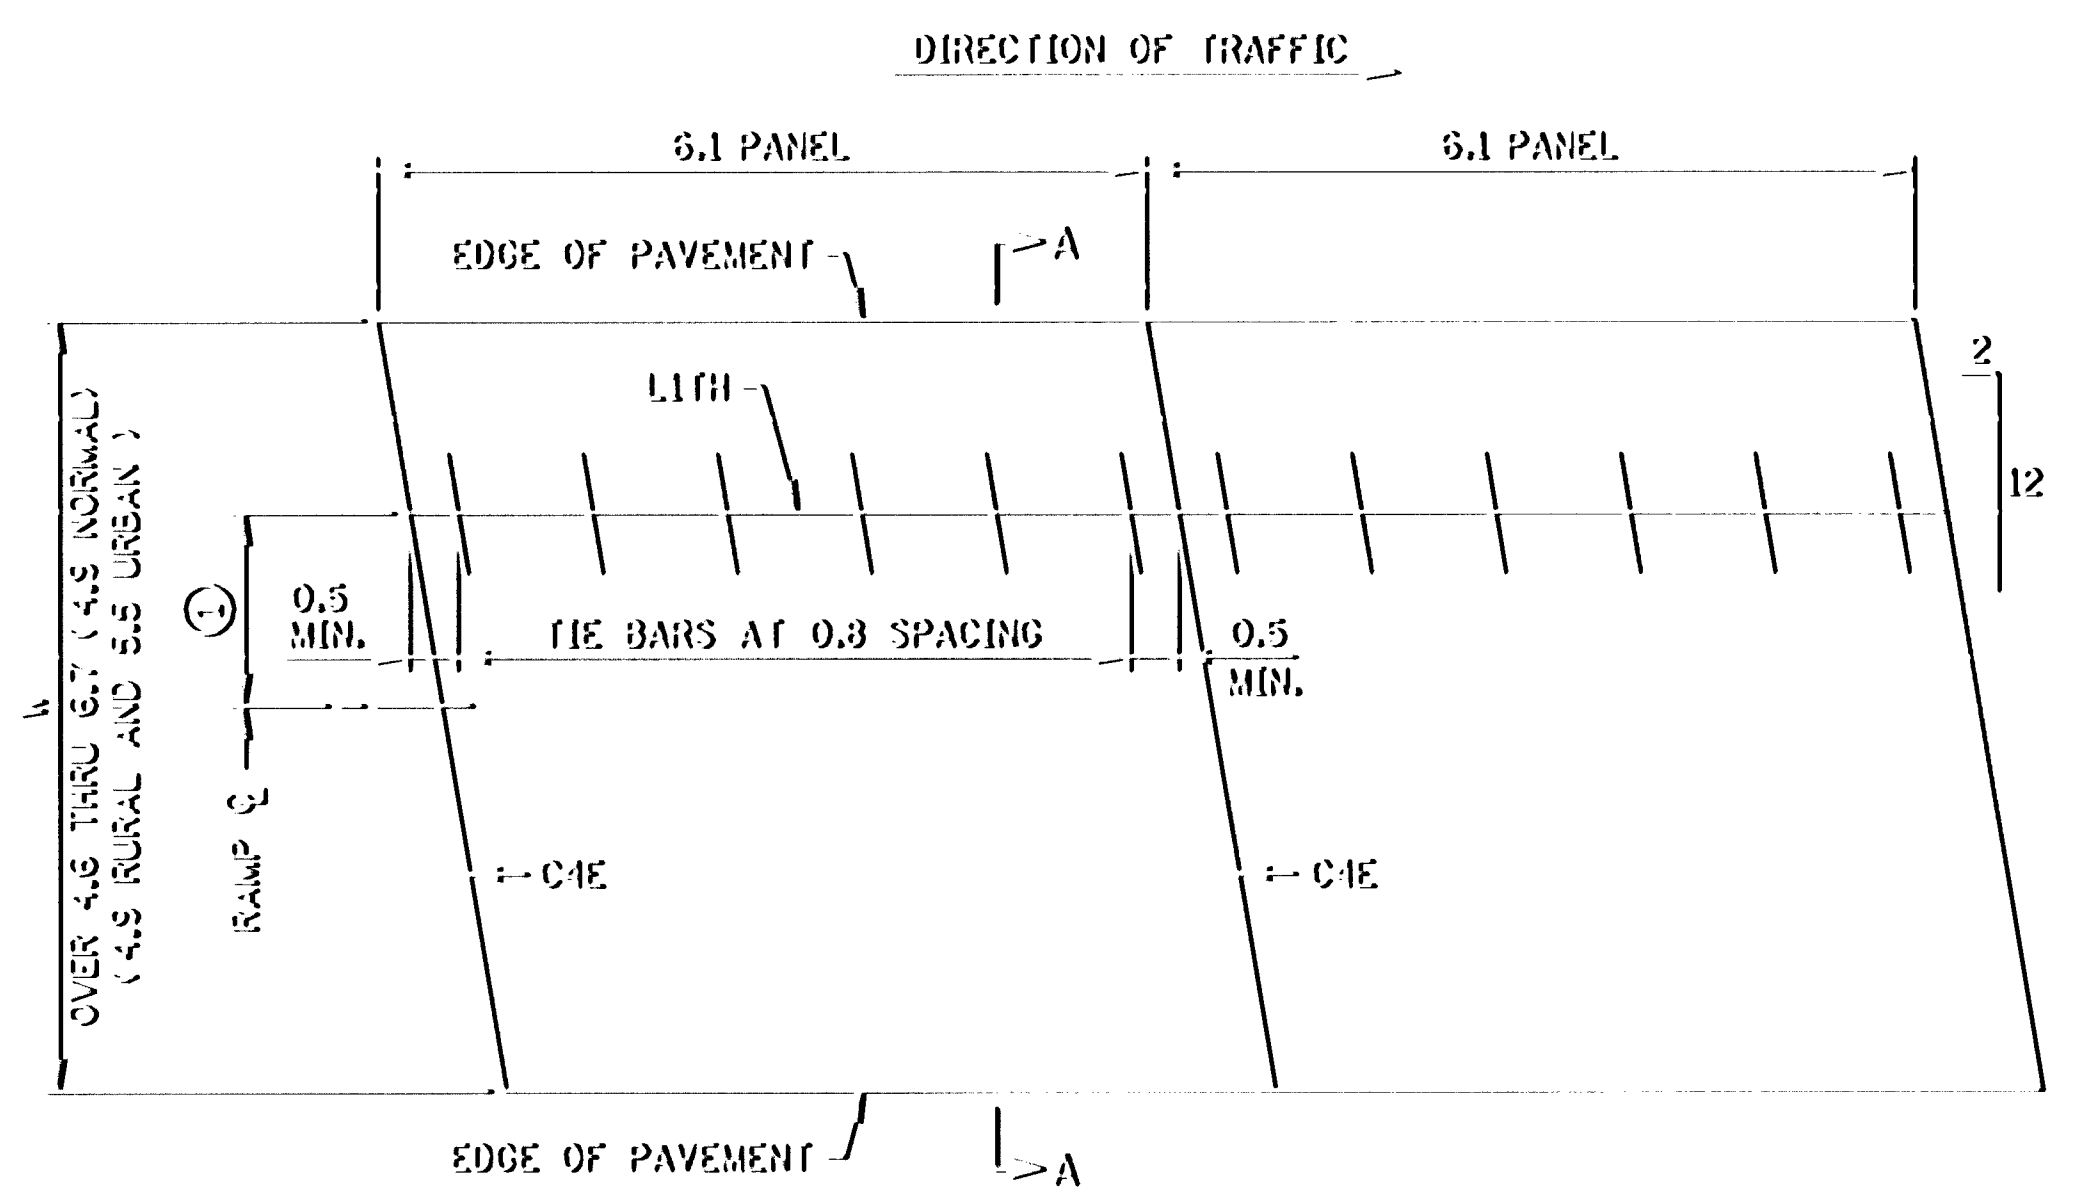 DIRECTION OF TRAFFIC
6.1 PANEL
6.1 PANEL
EDGE OF PAVEMENT
A
2
12
L1TH
OVER 4.6 THRU 6.7 (4.9 NORMAL)
(4.9 RURAL AND 5.5 URBAN)
W
1
RAMP ℄
0.5
MIN.
TIE BARS AT 0.8 SPACING
0.5
MIN.
C4E
C4E
EDGE OF PAVEMENT
A